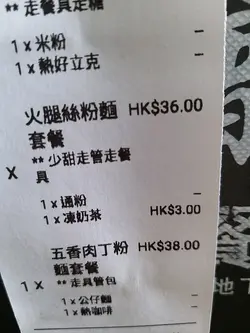 ** 走餐具走糖
1 x 米粉 –
1 x 熱好立克 –
火腿絲粉麵 HK$36.00
套餐
X ** 少甜走管走餐
具
1 x 通粉 –
1 x 凍奶茶 HK$3.00
五香肉丁粉 HK$38.00
麵套餐
1 X ** 走具管包
1 x 公仔麵 –
1 x 熱咖啡 –
地下